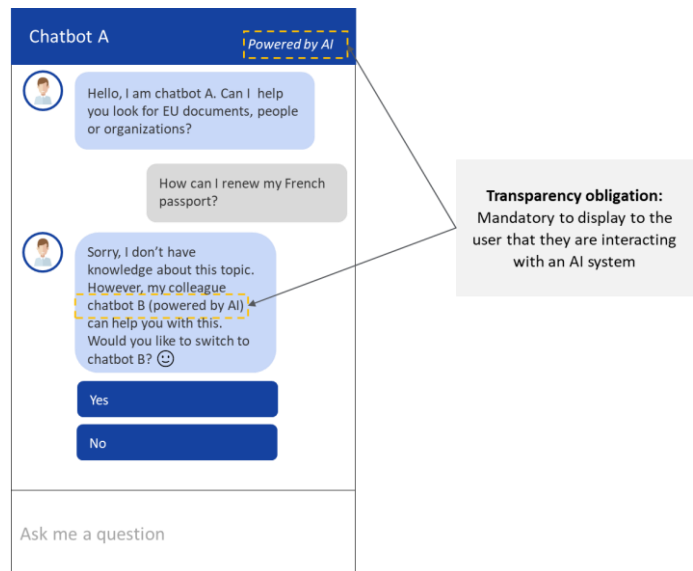 Chatbot A
Powered by AI
Hello, I am chatbot A. Can I help
you look for EU documents, people
or organizations?
How can I renew my French
passport?
Sorry, I don't have
knowledge about this topic.
However, my colleague
chatbot B (powered by AI)
can help you with this.
Would you like to switch to
chatbot B?
Yes
No
Ask me a question
Transparency obligation:
Mandatory to display to the
user that they are interacting
with an AI system